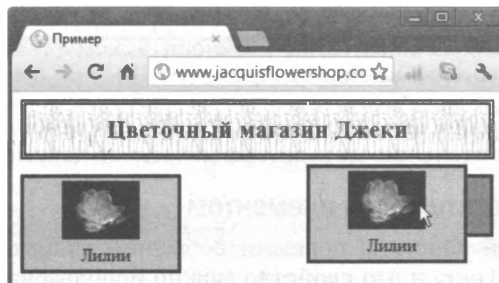 Пример
www.jacquisflowershop.co
Цветочный магазин Джеки
Лилии
Лилии